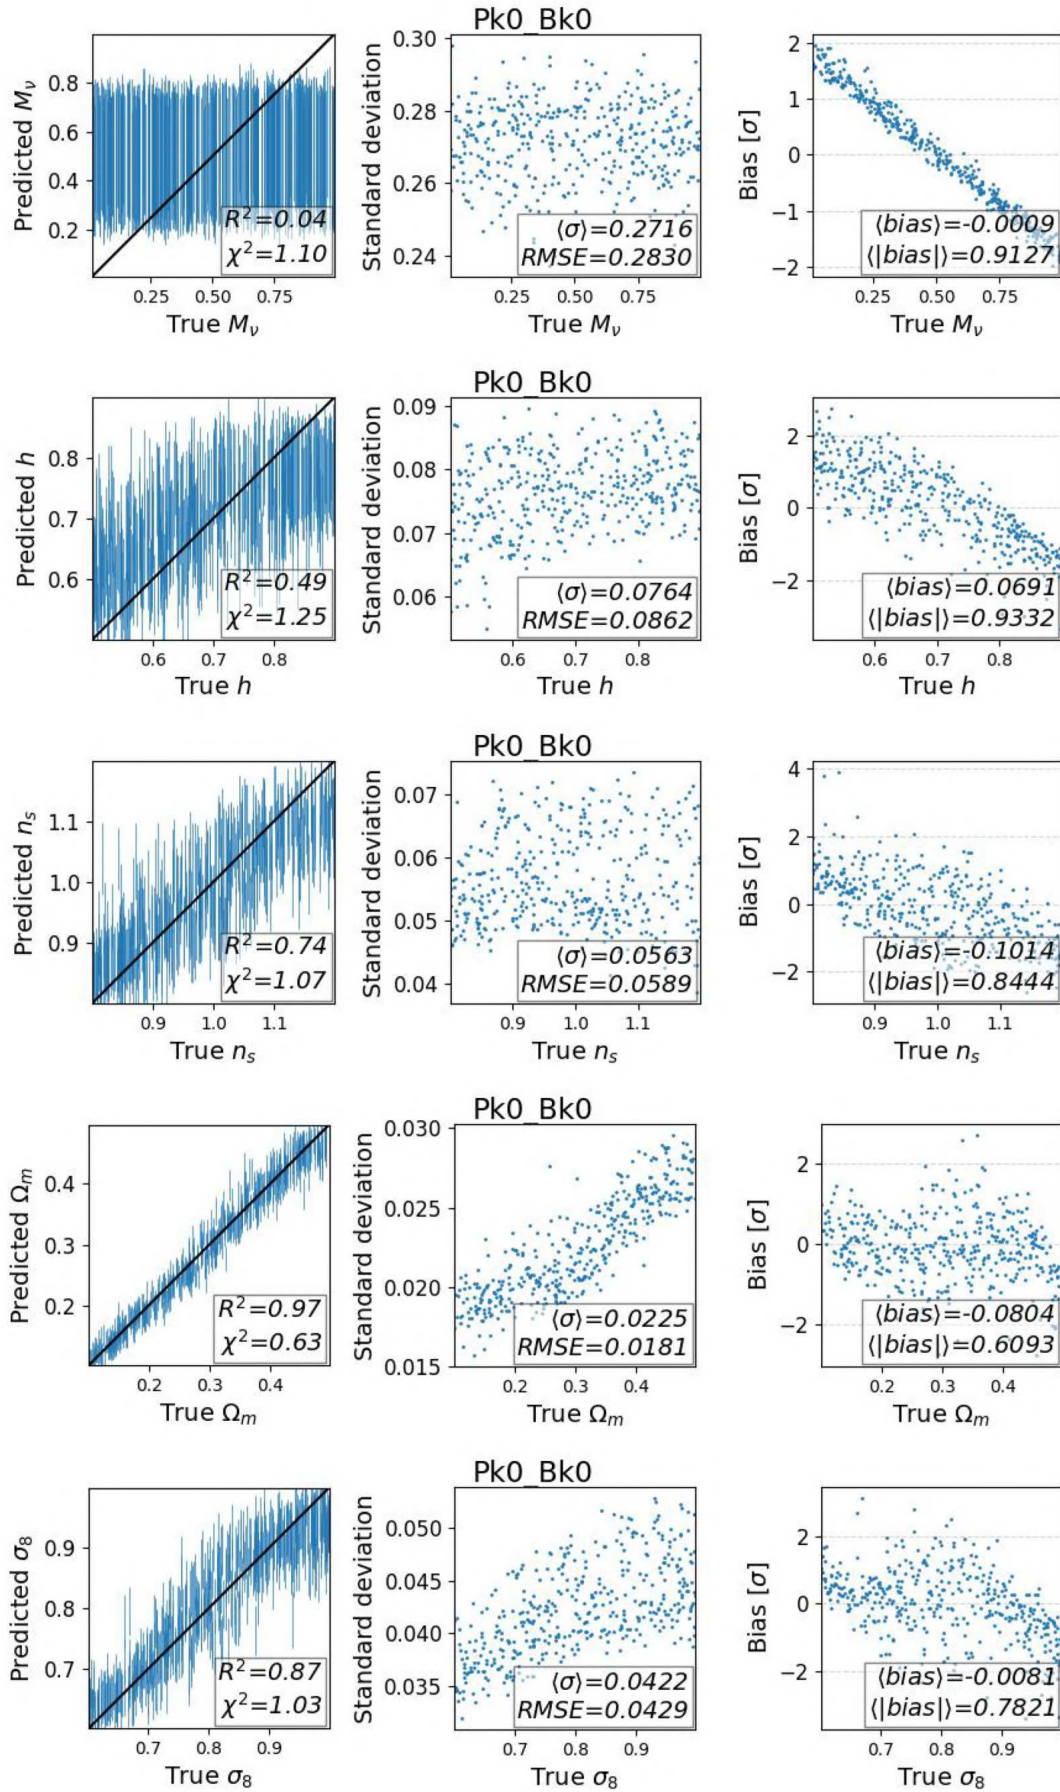 Pk0_Bk0
Predicted Mν
0.8
0.6
0.4
0.2
R²=0.04
χ²=1.10
0.25 0.50 0.75
True Mν
Standard deviation
0.30
0.28
0.26
0.24
⟨σ⟩=0.2716
RMSE=0.2830
0.25 0.50 0.75
True Mν
Bias [σ]
2
1
0
−1
−2
⟨bias⟩=-0.0009
⟨|bias|⟩=0.9127
0.25 0.50 0.75
True Mν
Pk0_Bk0
Predicted h
0.8
0.7
0.6
R²=0.49
χ²=1.25
0.6 0.7 0.8
True h
Standard deviation
0.09
0.08
0.07
0.06
⟨σ⟩=0.0764
RMSE=0.0862
0.6 0.7 0.8
True h
Bias [σ]
2
0
−2
⟨bias⟩=0.0691
⟨|bias|⟩=0.9332
0.6 0.7 0.8
True h
Pk0_Bk0
Predicted ns
1.1
1.0
0.9
R²=0.74
χ²=1.07
0.9 1.0 1.1
True ns
Standard deviation
0.07
0.06
0.05
0.04
⟨σ⟩=0.0563
RMSE=0.0589
0.9 1.0 1.1
True ns
Bias [σ]
4
2
0
−2
⟨bias⟩=-0.1014
⟨|bias|⟩=0.8444
0.9 1.0 1.1
True ns
Pk0_Bk0
Predicted Ωm
0.4
0.3
0.2
R²=0.97
χ²=0.63
0.2 0.3 0.4
True Ωm
Standard deviation
0.030
0.025
0.020
0.015
⟨σ⟩=0.0225
RMSE=0.0181
0.2 0.3 0.4
True Ωm
Bias [σ]
2
0
−2
⟨bias⟩=-0.0804
⟨|bias|⟩=0.6093
0.2 0.3 0.4
True Ωm
Pk0_Bk0
Predicted σ8
0.9
0.8
0.7
R²=0.87
χ²=1.03
0.7 0.8 0.9
True σ8
Standard deviation
0.050
0.045
0.040
0.035
⟨σ⟩=0.0422
RMSE=0.0429
0.7 0.8 0.9
True σ8
Bias [σ]
2
0
−2
⟨bias⟩=-0.0081
⟨|bias|⟩=0.7821
0.7 0.8 0.9
True σ8